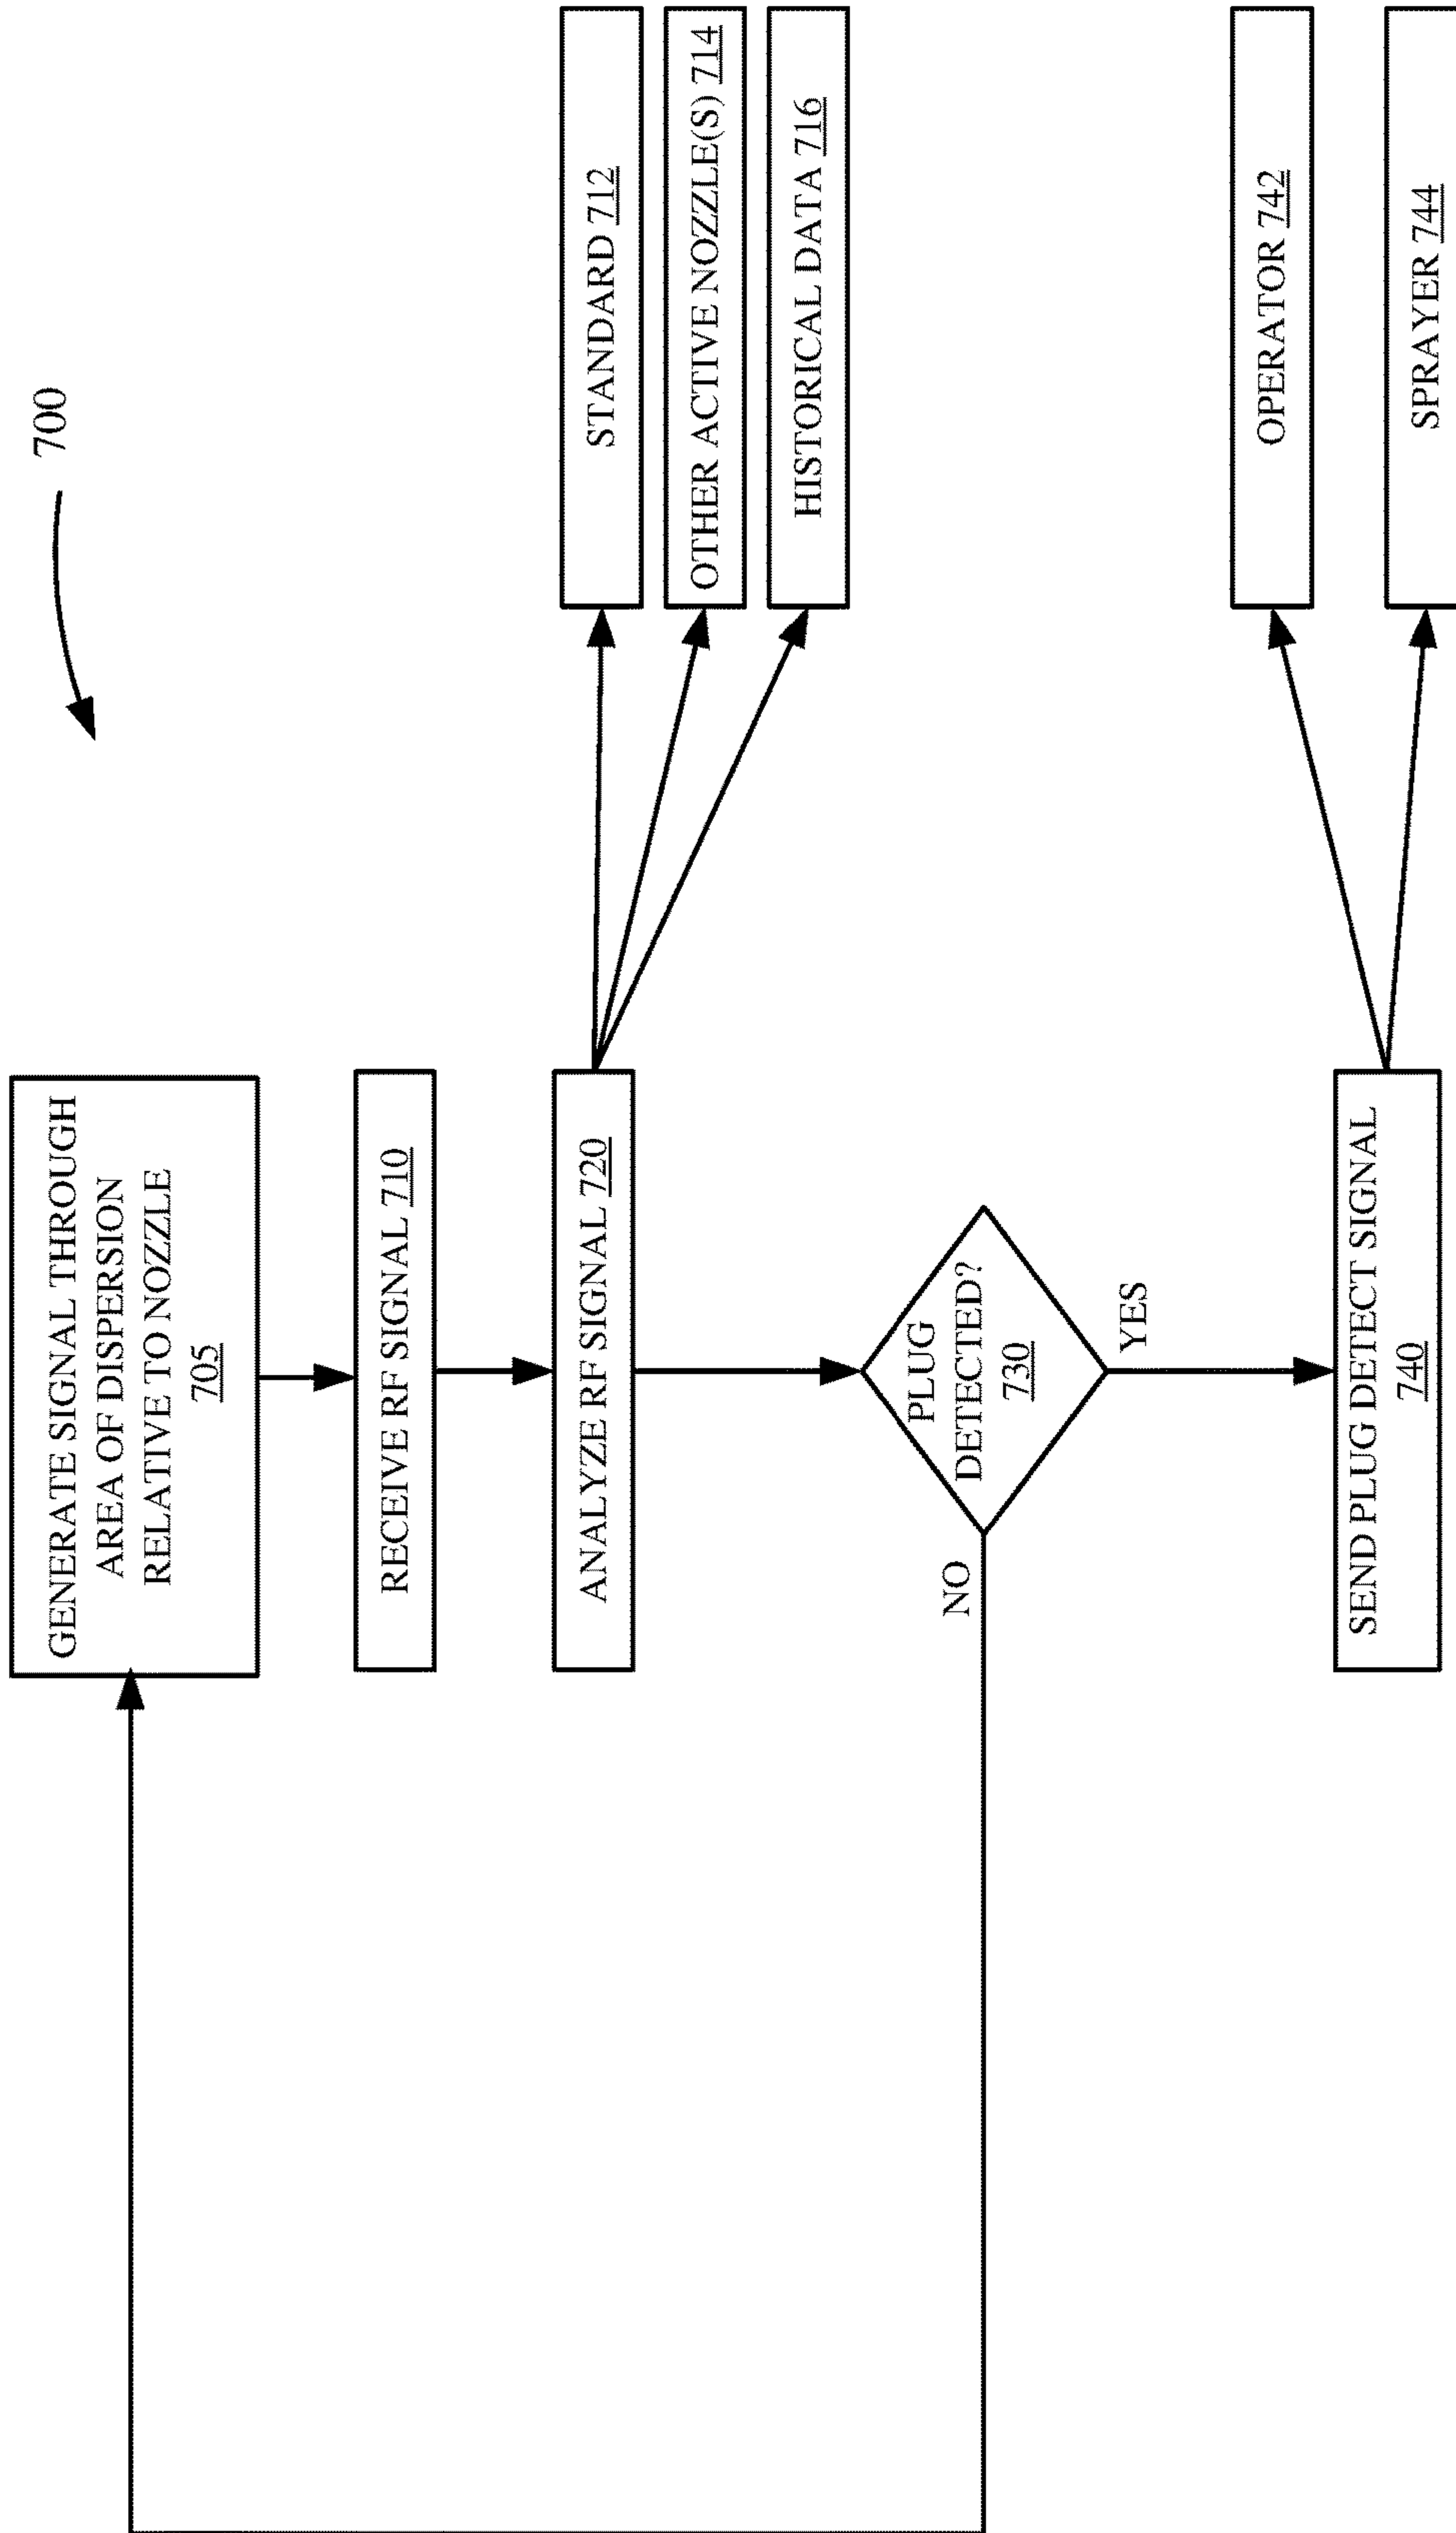 700
GENERATE SIGNAL THROUGH
AREA OF DISPERSION
RELATIVE TO NOZZLE
705
RECEIVE RF SIGNAL 710
ANALYZE RF SIGNAL 720
STANDARD 712
OTHER ACTIVE NOZZLE(S) 714
HISTORICAL DATA 716
PLUG
DETECTED?
730
NO
YES
SEND PLUG DETECT SIGNAL
740
OPERATOR 742
SPRAYER 744